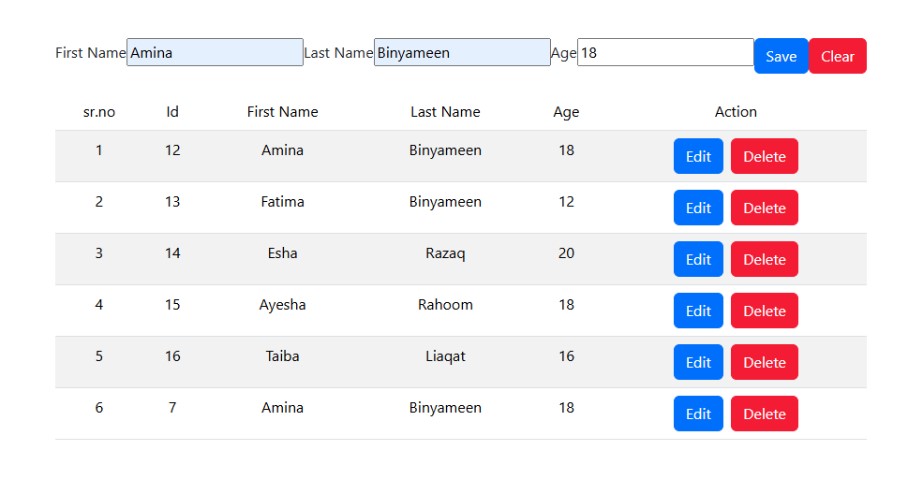 First Name Amina Last Name Binyameen Age 18 Save Clear
sr.no Id First Name Last Name Age Action
1 12 Amina Binyameen 18 Edit Delete
2 13 Fatima Binyameen 12 Edit Delete
3 14 Esha Razaq 20 Edit Delete
4 15 Ayesha Rahoom 18 Edit Delete
5 16 Taiba Liaqat 16 Edit Delete
6 7 Amina Binyameen 18 Edit Delete